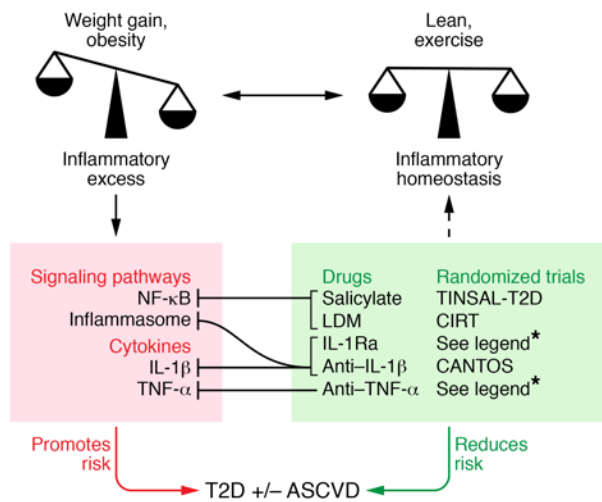 Weight gain,
obesity
Lean,
exercise
Inflammatory
excess
Inflammatory
homeostasis
Signaling pathways
NF-κB
Inflammasome
Cytokines
IL-1β
TNF-α
Drugs Randomized trials
Salicylate TINSAL-T2D
LDM CIRT
IL-1Ra See legend*
Anti–IL-1β CANTOS
Anti–TNF-α See legend*
Promotes
risk
Reduces
risk
T2D +/– ASCVD